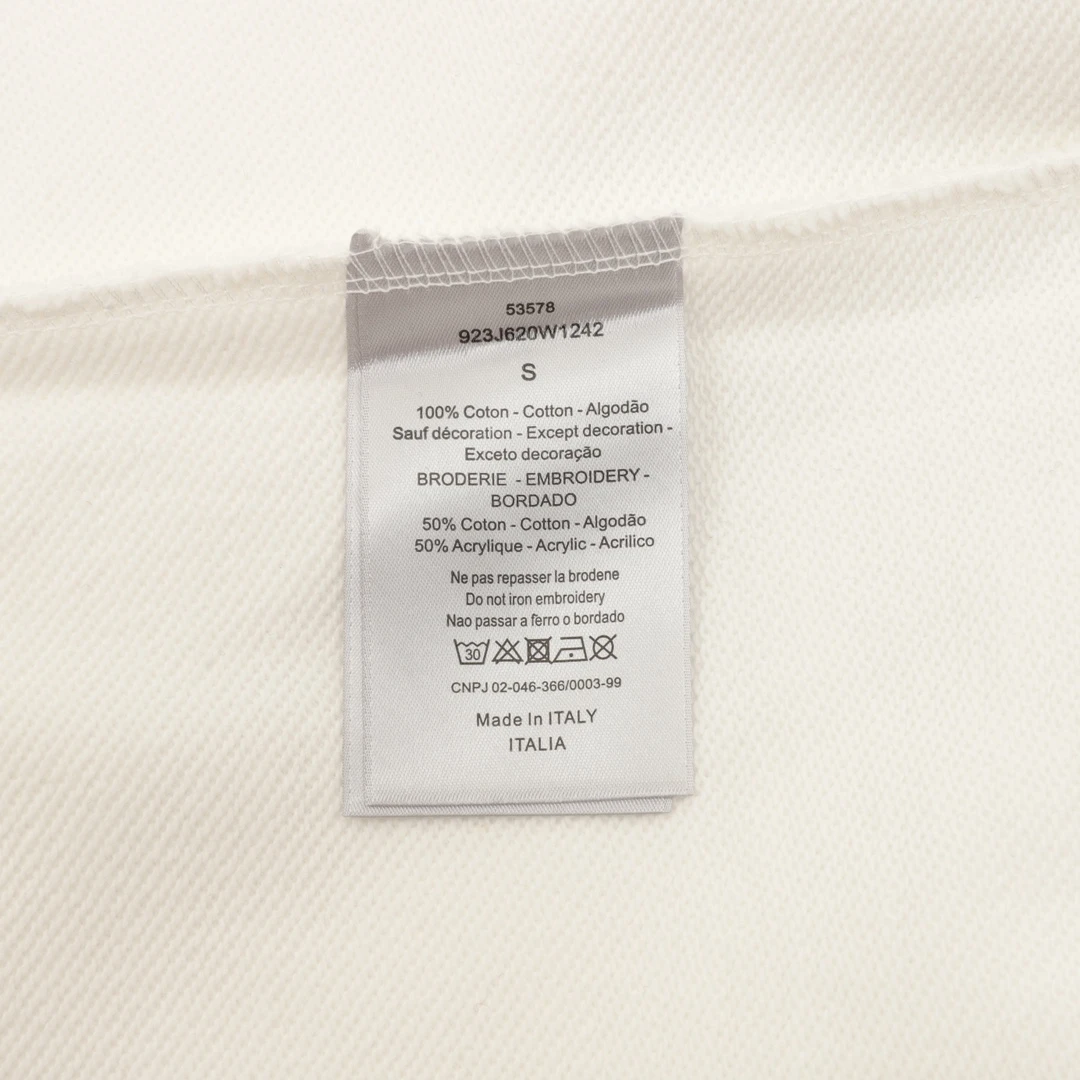 53578
923J620W1242
S
100% Coton - Cotton - Algodão
Sauf décoration - Except decoration -
Exceto decoração
BRODERIE - EMBROIDERY -
BORDADO
50% Coton - Cotton - Algodão
50% Acrylique - Acrylic - Acrilico
Ne pas repasser la brodene
Do not iron embroidery
Nao passar a ferro o bordado
30
CNPJ 02-046-366/0003-99
Made In ITALY
ITALIA